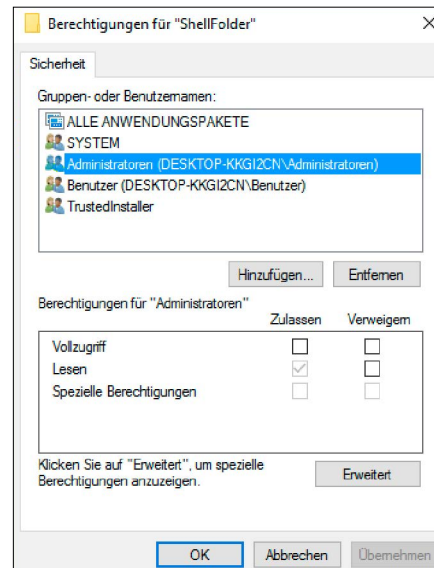 Berechtigungen für "ShellFolder"
Sicherheit
Gruppen- oder Benutzernamen:
ALLE ANWENDUNGSPAKETE
SYSTEM
Administratoren (DESKTOP-KKGI2CN\Administratoren)
Benutzer (DESKTOP-KKGI2CN\Benutzer)
TrustedInstaller
Hinzufügen... Entfernen
Berechtigungen für "Administratoren"
Zulassen Verweigern
Vollzugriff
Lesen
Spezielle Berechtigungen
Klicken Sie auf "Erweitert", um spezielle
Berechtigungen anzuzeigen.
Erweitert
OK Abbrechen Übernehmen